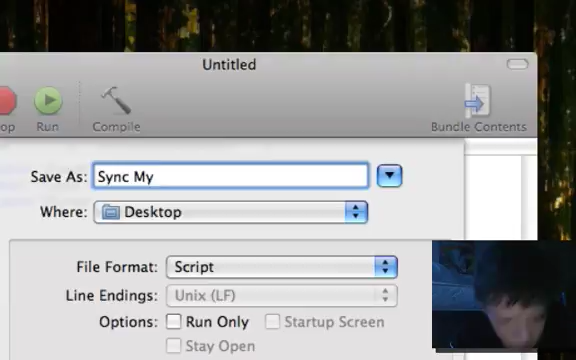 Untitled
op Run Compile Bundle Contents
Save As: Sync My
Where: Desktop
File Format: Script
Line Endings: Unix (LF)
Options: Run Only Startup Screen
Stay Open